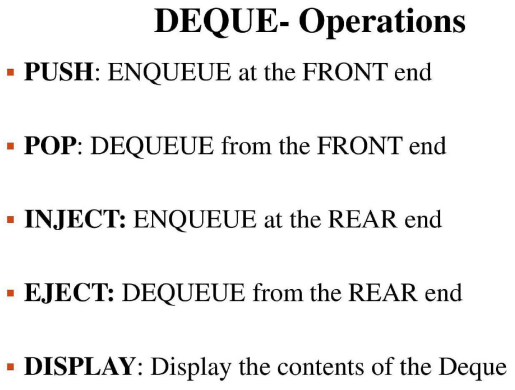 DEQUE- Operations
PUSH: ENQUEUE at the FRONT end
POP: DEQUEUE from the FRONT end
INJECT: ENQUEUE at the REAR end
EJECT: DEQUEUE from the REAR end
DISPLAY: Display the contents of the Deque